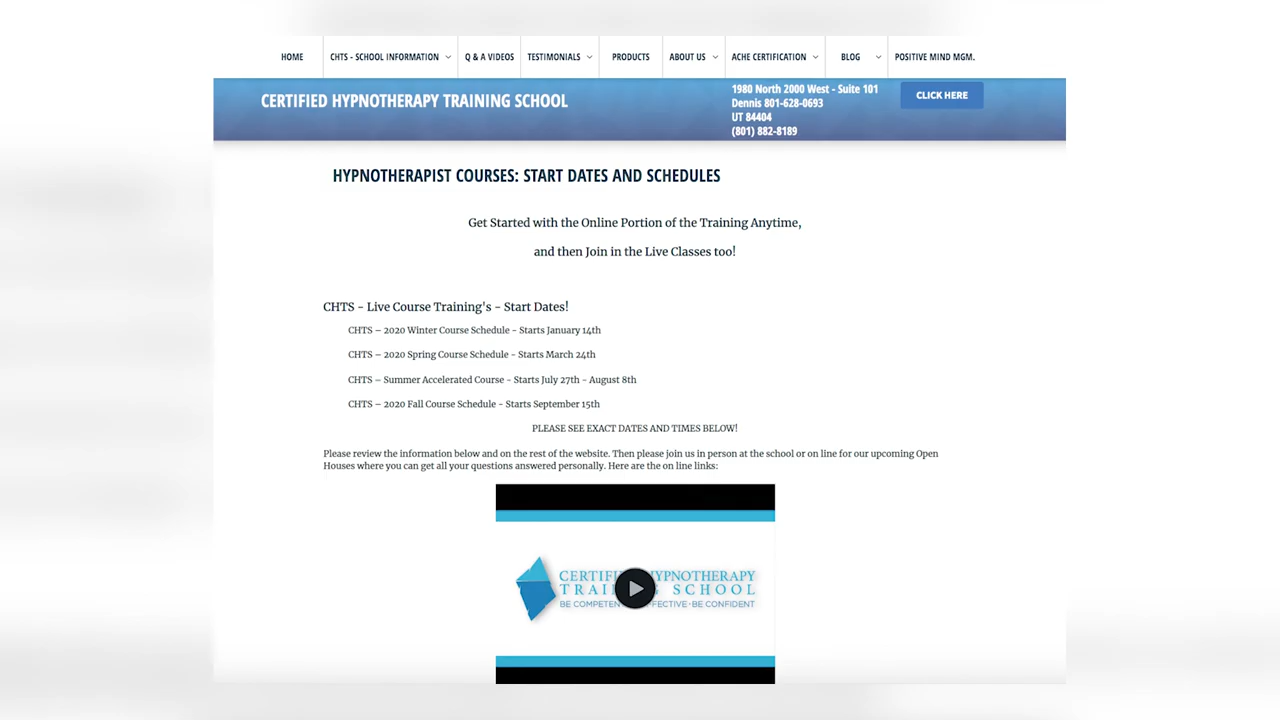 HOME CHTS - SCHOOL INFORMATION Q & A VIDEOS TESTIMONIALS PRODUCTS ABOUT US ACHE CERTIFICATION BLOG POSITIVE MIND MGM.
CERTIFIED HYPNOTHERAPY TRAINING SCHOOL
1980 North 2000 West - Suite 101
Dennis 801-628-0693
UT 84404
(801) 882-8189
CLICK HERE
HYPNOTHERAPIST COURSES: START DATES AND SCHEDULES
Get Started with the Online Portion of the Training Anytime,
and then Join in the Live Classes too!
CHTS - Live Course Training's - Start Dates!
CHTS – 2020 Winter Course Schedule - Starts January 14th
CHTS – 2020 Spring Course Schedule - Starts March 24th
CHTS – Summer Accelerated Course - Starts July 27th - August 8th
CHTS – 2020 Fall Course Schedule - Starts September 15th
PLEASE SEE EXACT DATES AND TIMES BELOW!
Please review the information below and on the rest of the website. Then please join us in person at the school or on line for our upcoming Open
Houses where you can get all your questions answered personally. Here are the on line links:
HYPNOTHERAPY
SCHOOL
BE CONFIDENT